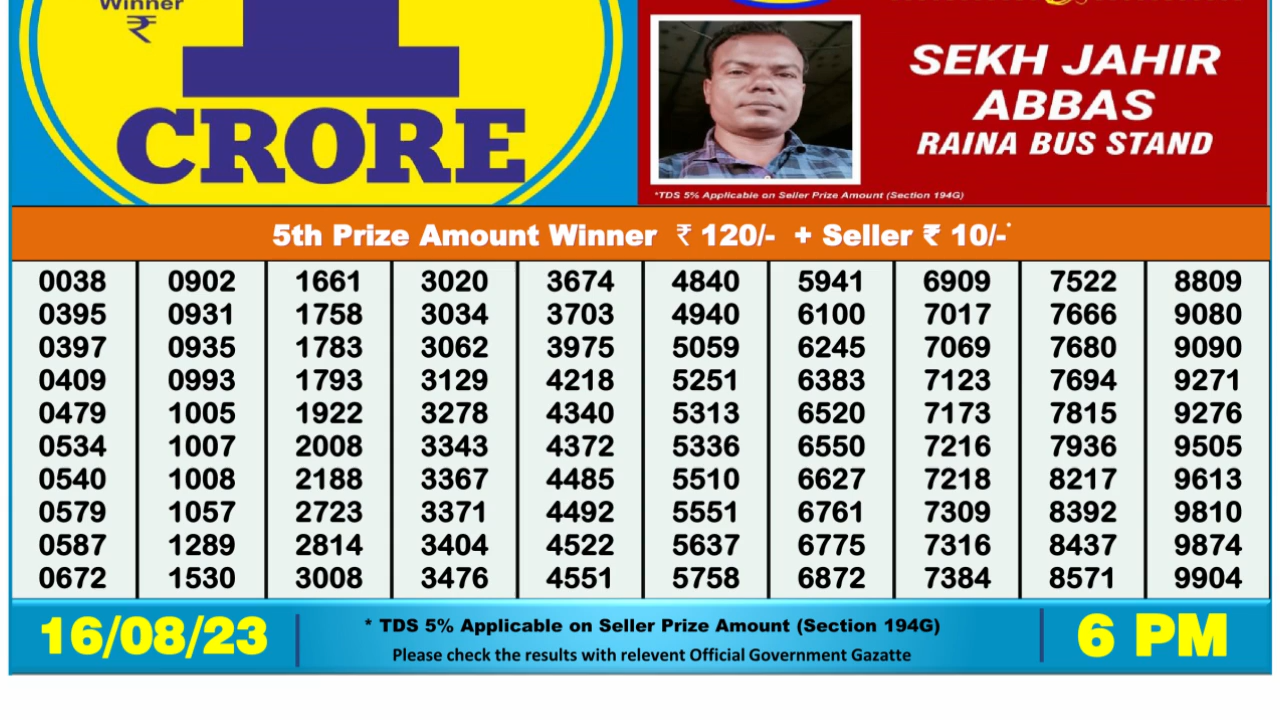 Winner
₹
1
CRORE
SEKH JAHIR
ABBAS
RAINA BUS STAND
*TDS 5% Applicable on Seller Prize Amount (Section 194G)
5th Prize Amount Winner ₹ 120/- + Seller ₹ 10/-*
0038 0902 1661 3020 3674 4840 5941 6909 7522 8809
0395 0931 1758 3034 3703 4940 6100 7017 7666 9080
0397 0935 1783 3062 3975 5059 6245 7069 7680 9090
0409 0993 1793 3129 4218 5251 6383 7123 7694 9271
0479 1005 1922 3278 4340 5313 6520 7173 7815 9276
0534 1007 2008 3343 4372 5336 6550 7216 7936 9505
0540 1008 2188 3367 4485 5510 6627 7218 8217 9613
0579 1057 2723 3371 4492 5551 6761 7309 8392 9810
0587 1289 2814 3404 4522 5637 6775 7316 8437 9874
0672 1530 3008 3476 4551 5758 6872 7384 8571 9904
16/08/23
* TDS 5% Applicable on Seller Prize Amount (Section 194G)
Please check the results with relevent Official Government Gazatte
6 PM